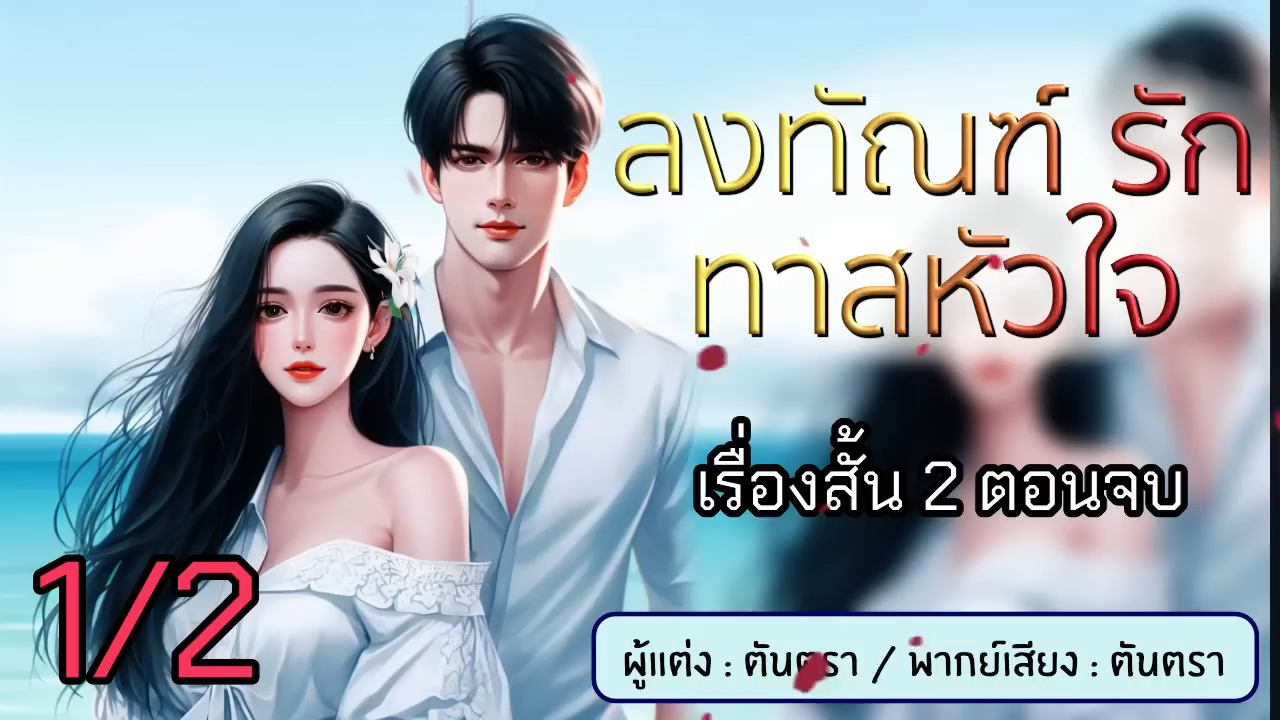 ลงทัณฑ์ รัก
ทาสหัวใจ
เรื่องสั้น 2 ตอนจบ
1/2
ผู้แต่ง : ตันตรา / พากย์เสียง : ตันตรา